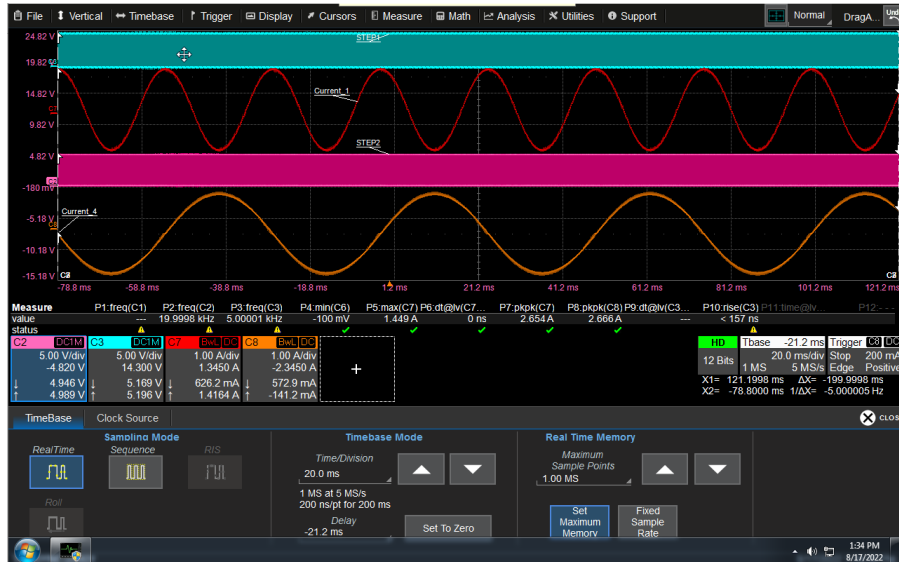 File Vertical Timebase Trigger Display Cursors Measure Math Analysis Utilities Support Normal DragA... Und
24.82 V
STEP1
19.82 V
14.82 V
Current_1
9.82 V
STEP2
4.82 V
C2
-180 mV
-5.18 V
Current_4
-10.18 V
-15.18 V
-78.8 ms -58.8 ms -38.8 ms -18.8 ms 1.2 ms 21.2 ms 41.2 ms 61.2 ms 81.2 ms 101.2 ms 121.2 ms
Measure P1:freq(C1) P2:freq(C2) P3:freq(C3) P4:min(C6) P5:max(C7) P6:dt@lv(C7... P7:pkpk(C7) P8:pkpk(C8) P9:dt@lv(C3... P10:rise(C3) P11:time@lv... P12:---
value --- 19.9998 kHz 5.00001 kHz -100 mV 1.449 A 0 ns 2.654 A 2.666 A --- < 157 ns
status
C2 DC1M C3 DC1M C7 BwL DC C8 BwL DC HD Tbase -21.2 ms Trigger C8 DC
5.00 V/div 5.00 V/div 1.00 A/div 1.00 A/div 12 Bits 20.0 ms/div Stop 200 mA
-4.820 V 14.300 V 1.3450 A -2.3450 A 1 MS 5 MS/s Edge Positive
↓ 4.946 V ↓ 5.169 V ↓ 626.2 mA ↓ 572.9 mA X1= 121.1998 ms ΔX= -199.9998 ms
↑ 4.989 V ↑ 5.196 V ↑ 1.4164 A ↑ -141.2 mA X2= -78.8000 ms 1/ΔX= -5.000005 Hz
TimeBase Clock Source CLOS
Sampling Mode Timebase Mode Real Time Memory
RealTime Sequence RIS
Time/Division
20.0 ms
Maximum
Sample Points
1.00 MS
1 MS at 5 MS/s
200 ns/pt for 200 ms
Roll
Delay
-21.2 ms
Set To Zero
Set
Maximum
Memory
Fixed
Sample
Rate
1:34 PM
8/17/2022